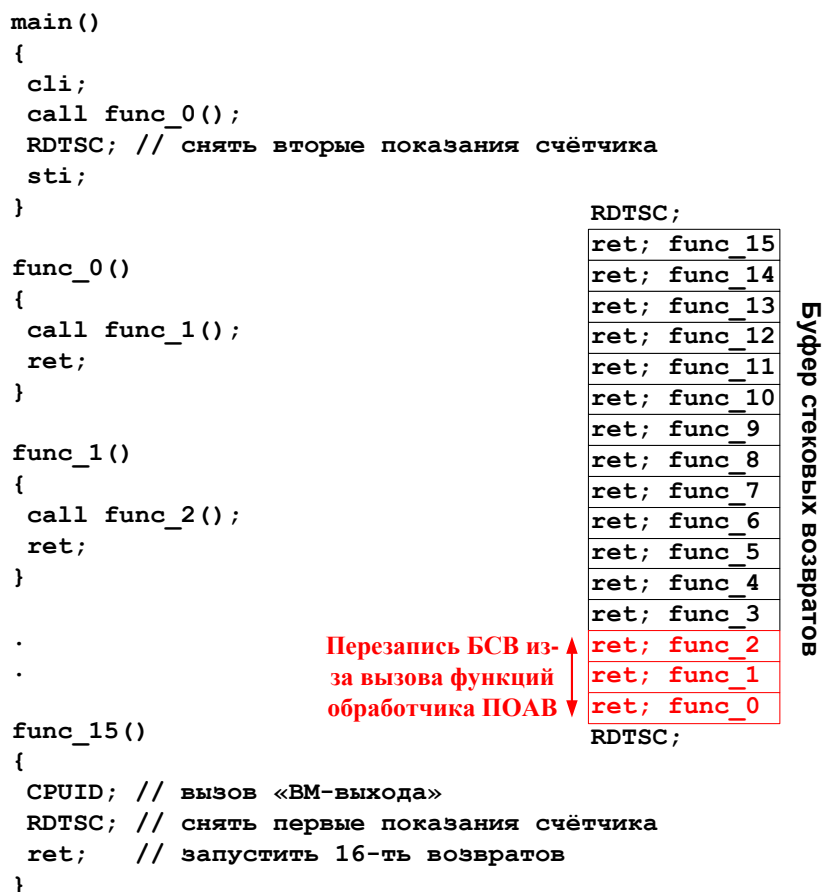 main()
{
cli;
call func_0();
RDTSC; // снять вторые показания счётчика
sti;
}
func_0()
{
call func_1();
ret;
}
func_1()
{
call func_2();
ret;
}
.
.
func_15()
{
CPUID; // вызов «ВМ-выхода»
RDTSC; // снять первые показания счётчика
ret; // запустить 16-ть возвратов
}
RDTSC;
ret; func_15
ret; func_14
ret; func_13
ret; func_12
ret; func_11
ret; func_10
ret; func_9
ret; func_8
ret; func_7
ret; func_6
ret; func_5
ret; func_4
ret; func_3
ret; func_2
ret; func_1
ret; func_0
RDTSC;
Перезапись БСВ из-
за вызова функций
обработчика ПОАВ
Буфер стековых возвратов